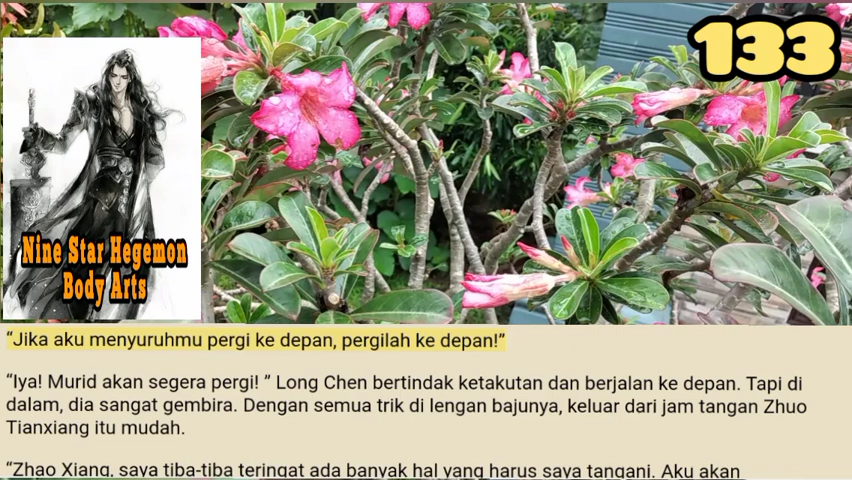 133
Nine Star Hegemon
Body Arts
“Jika aku menyuruhmu pergi ke depan, pergilah ke depan!”
“Iya! Murid akan segera pergi! ” Long Chen bertindak ketakutan dan berjalan ke depan. Tapi di
dalam, dia sangat gembira. Dengan semua trik di lengan bajunya, keluar dari jam tangan Zhuo
Tianxiang itu mudah.
“Zhao Xiang, saya tiba-tiba teringat ada banyak hal yang harus saya tangani. Aku akan